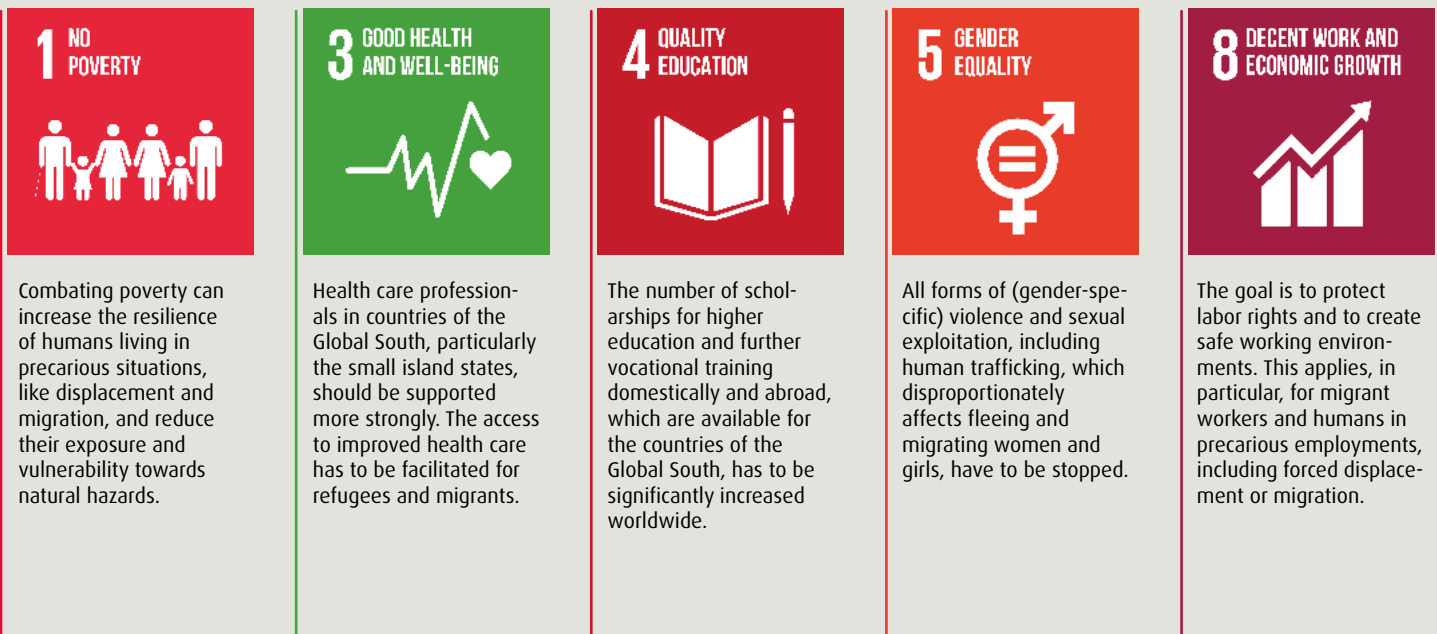 1 NO
POVERTY
Combating poverty can
increase the resilience
of humans living in
precarious situations,
like displacement and
migration, and reduce
their exposure and
vulnerability towards
natural hazards.
3 GOOD HEALTH
AND WELL-BEING
Health care profession-
als in countries of the
Global South, particularly
the small island states,
should be supported
more strongly. The access
to improved health care
has to be facilitated for
refugees and migrants.
4 QUALITY
EDUCATION
The number of schol-
arships for higher
education and further
vocational training
domestically and abroad,
which are available for
the countries of the
Global South, has to be
significantly increased
worldwide.
5 GENDER
EQUALITY
All forms of (gender-spe-
cific) violence and sexual
exploitation, including
human trafficking, which
disproportionately
affects fleeing and
migrating women and
girls, have to be stopped.
8 DECENT WORK AND
ECONOMIC GROWTH
The goal is to protect
labor rights and to create
safe working environ-
ments. This applies, in
particular, for migrant
workers and humans in
precarious employments,
including forced displace-
ment or migration.